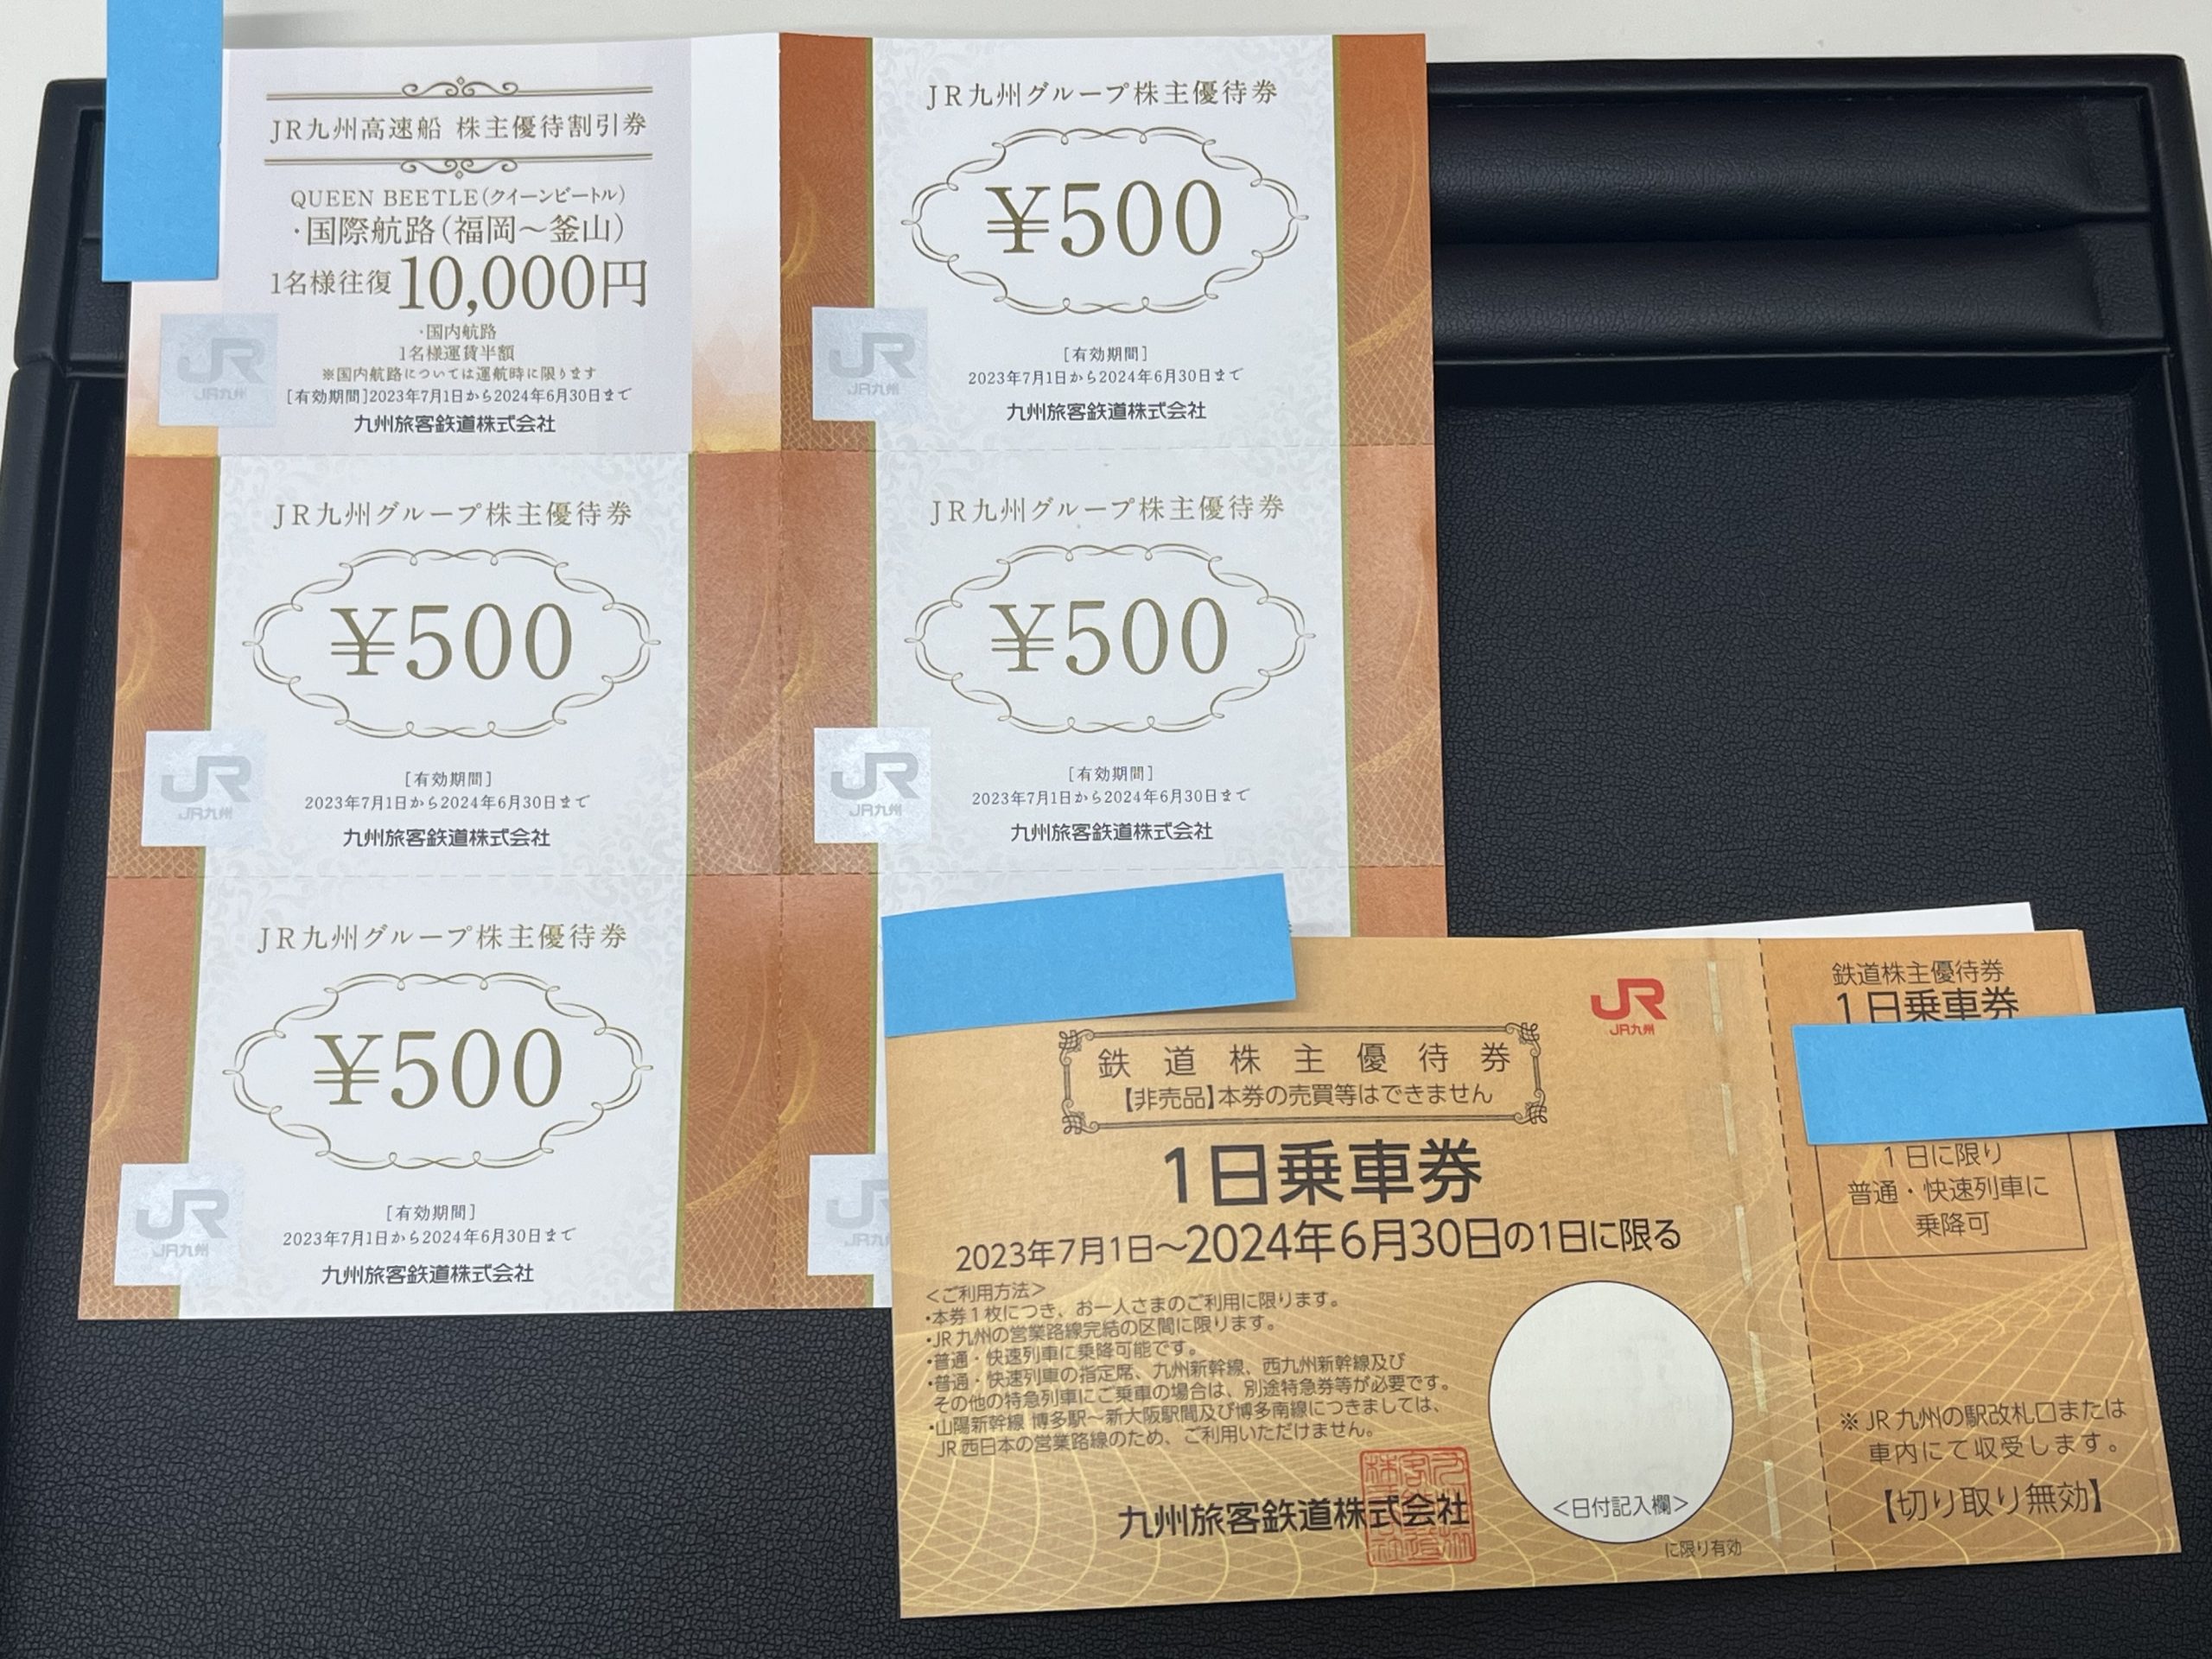 JR九州高速船 株主優待割引券
QUEEN BEETLE(クイーンビートル)
・国際航路(福岡～釜山)
1名様往復10,000円
・国内航路
1名様運賃半額
※国内航路については運航時に限ります
[有効期間]2023年7月1日から2024年6月30日まで
九州旅客鉄道株式会社
JR
JR九州
JR九州グループ株主優待券
¥500
[有効期間]
2023年7月1日から2024年6月30日まで
九州旅客鉄道株式会社
JR
JR九州
JR九州グループ株主優待券
¥500
[有効期間]
2023年7月1日から2024年6月30日まで
九州旅客鉄道株式会社
JR
JR九州
JR九州グループ株主優待券
¥500
[有効期間]
2023年7月1日から2024年6月30日まで
九州旅客鉄道株式会社
JR
JR九州
JR九州グループ株主優待券
¥500
[有効期間]
2023年7月1日から2024年6月30日まで
九州旅客鉄道株式会社
JR
JR九州
JR
JR九
JR
JR九州
鉄道株主優待券
【非売品】本券の売買等はできません
1日乗車券
2023年7月1日～2024年6月30日の1日に限る
<ご利用方法>
・本券1枚につき、お一人さまのご利用に限ります。
・JR九州の営業路線完結の区間に限ります。
・普通・快速列車に乗降可能です。
・普通・快速列車の指定席、九州新幹線、西九州新幹線及び
その他の特急列車にご乗車の場合は、別途特急券等が必要です。
・山陽新幹線 博多駅～新大阪駅間及び博多南線につきましては、
JR西日本の営業路線のため、ご利用いただけません。
九州旅客鉄道株式会社
<日付記入欄>
に限り有効
鉄道株主優待券
1日乗車券
1日に限り
普通・快速列車に
乗降可
※JR九州の駅改札口または
車内にて収受します。
【切り取り無効】